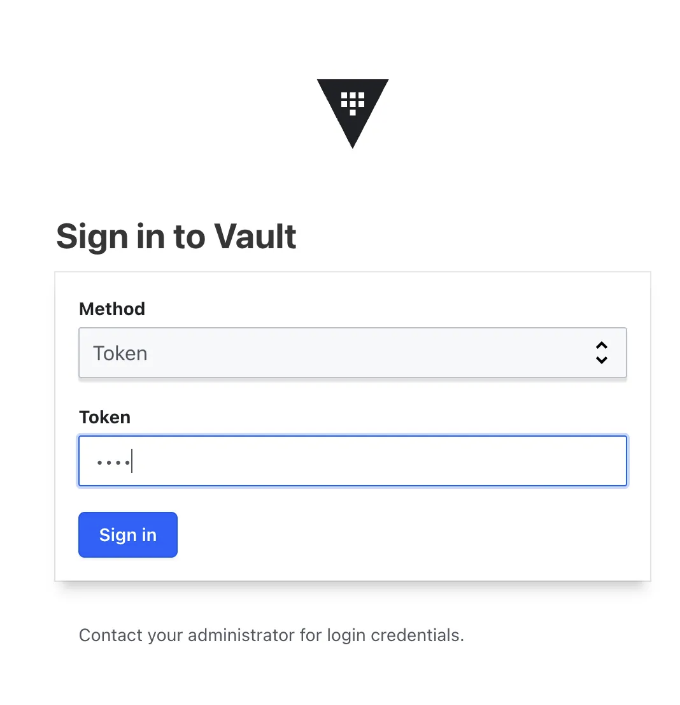 Sign in to Vault
Method
Token
Token
••••
Sign in
Contact your administrator for login credentials.